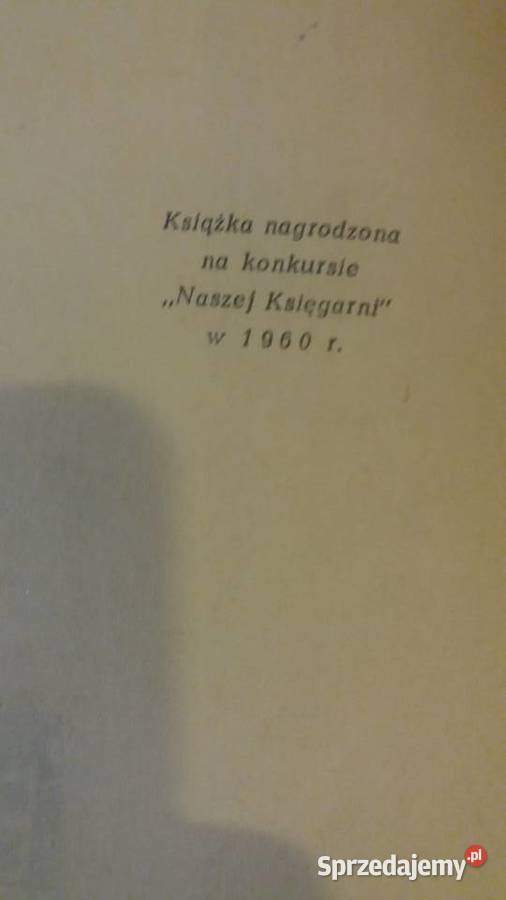 Książka nagrodzona
na konkursie
„Naszej Księgarni"
w 1960 r.
Sprzedajemy.pl